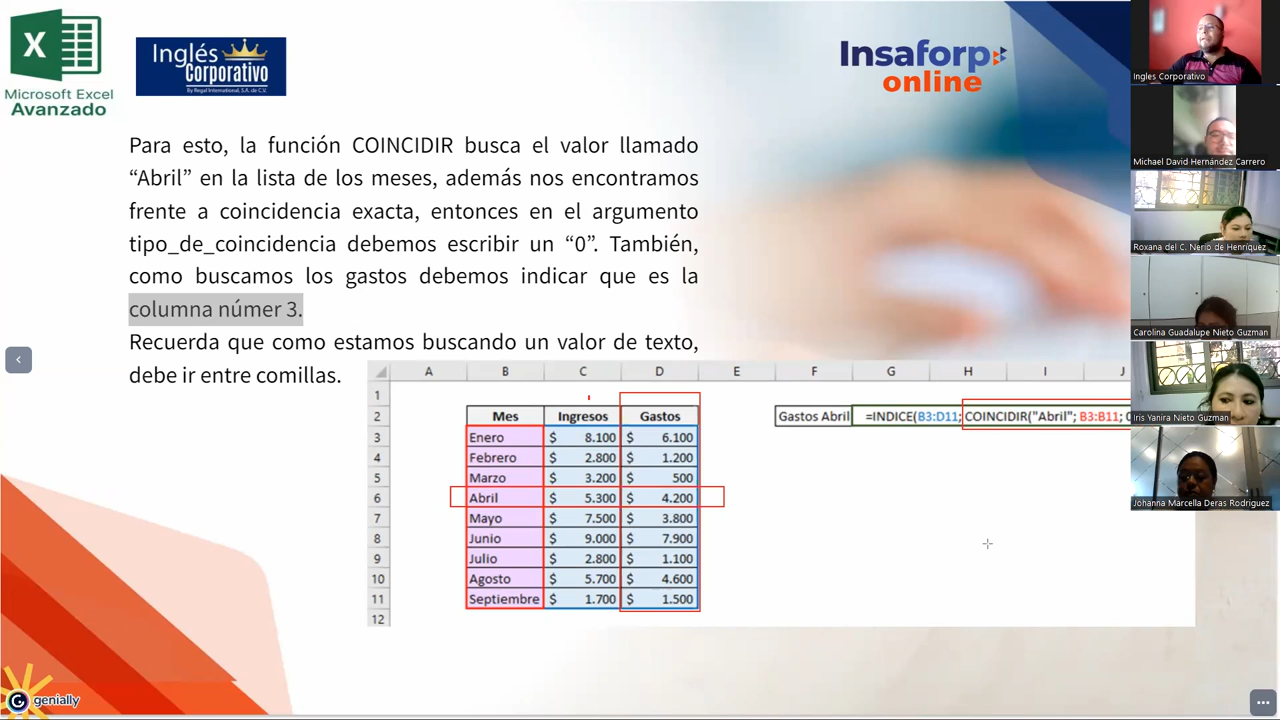 Microsoft Excel
Avanzado
Inglés
Corporativo
By Regal International, S.A. de C.V.
Insaforp
online
Para esto, la función COINCIDIR busca el valor llamado
“Abril” en la lista de los meses, además nos encontramos
frente a coincidencia exacta, entonces en el argumento
tipo_de_coincidencia debemos escribir un “0”. También,
como buscamos los gastos debemos indicar que es la
columna númer 3.
Recuerda que como estamos buscando un valor de texto,
debe ir entre comillas.
A B C D E F G H I J
1
2 Mes Ingresos Gastos Gastos Abril =INDICE(B3:D11; COINCIDIR("Abril"; B3:B11; 0
3 Enero $ 8.100 $ 6.100
4 Febrero $ 2.800 $ 1.200
5 Marzo $ 3.200 $ 500
6 Abril $ 5.300 $ 4.200
7 Mayo $ 7.500 $ 3.800
8 Junio $ 9.000 $ 7.900
9 Julio $ 2.800 $ 1.100
10 Agosto $ 5.700 $ 4.600
11 Septiembre $ 1.700 $ 1.500
12
genially
Ingles Corporativo
Michael David Hernández Carrero
Roxana del C. Nerio de Henríquez
Carolina Guadalupe Nieto Guzman
Iris Yanira Nieto Guzman
Johanna Marcella Deras Rodríguez